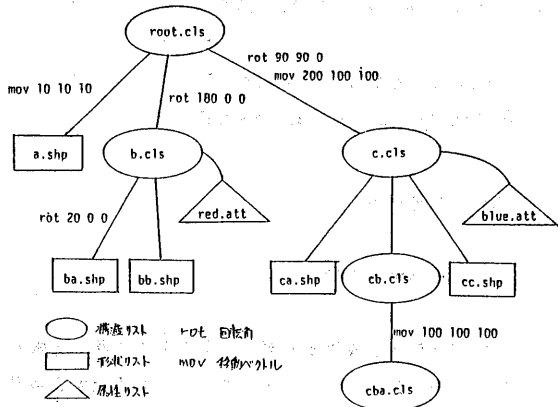 root.cls
rot 90 90 0
mov 200 100 100
mov 10 10 10
rot 180 0 0
a.shp
b.cls
c.cls
rot 20 0 0
red.att
blue.att
ba.shp
bb.shp
ca.shp
cb.cls
cc.shp
構造リスト
rot 回転角
mov 100 100 100
形状リスト
mov 移動ベクトル
属性リスト
cba.cls